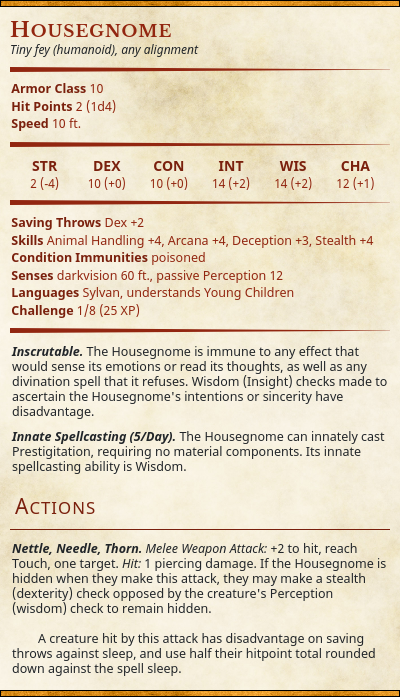 Housegnome
Tiny fey (humanoid), any alignment
Armor Class 10
Hit Points 2 (1d4)
Speed 10 ft.
STR DEX CON INT WIS CHA
2 (-4) 10 (+0) 10 (+0) 14 (+2) 14 (+2) 12 (+1)
Saving Throws Dex +2
Skills Animal Handling +4, Arcana +4, Deception +3, Stealth +4
Condition Immunities poisoned
Senses darkvision 60 ft., passive Perception 12
Languages Sylvan, understands Young Children
Challenge 1/8 (25 XP)
Inscrutable. The Housegnome is immune to any effect that
would sense its emotions or read its thoughts, as well as any
divination spell that it refuses. Wisdom (Insight) checks made to
ascertain the Housegnome's intentions or sincerity have
disadvantage.
Innate Spellcasting (5/Day). The Housegnome can innately cast
Prestigitation, requiring no material components. Its innate
spellcasting ability is Wisdom.
Actions
Nettle, Needle, Thorn. Melee Weapon Attack: +2 to hit, reach
Touch, one target. Hit: 1 piercing damage. If the Housegnome is
hidden when they make this attack, they may make a stealth
(dexterity) check opposed by the creature's Perception
(wisdom) check to remain hidden.
A creature hit by this attack has disadvantage on saving
throws against sleep, and use half their hitpoint total rounded
down against the spell sleep.